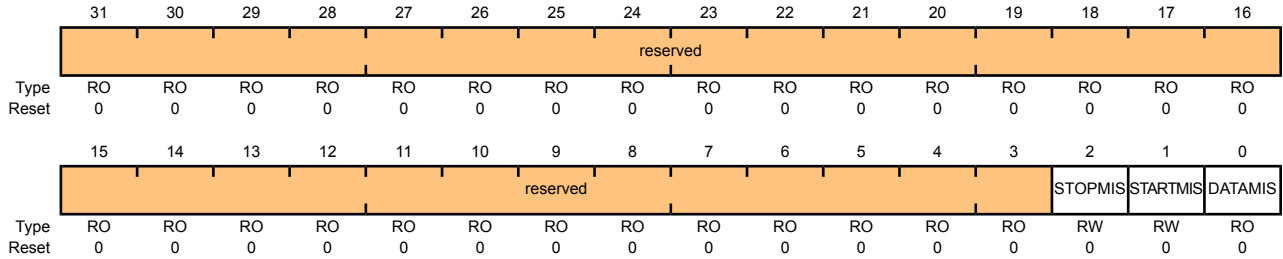 31 30 29 28 27 26 25 24 23 22 21 20 19 18 17 16
reserved
Type RO RO RO RO RO RO RO RO RO RO RO RO RO RO RO RO
Reset 0 0 0 0 0 0 0 0 0 0 0 0 0 0 0 0
15 14 13 12 11 10 9 8 7 6 5 4 3 2 1 0
reserved STOPMIS STARTMIS DATAMIS
Type RO RO RO RO RO RO RO RO RO RO RO RO RO RW RW RO
Reset 0 0 0 0 0 0 0 0 0 0 0 0 0 0 0 0